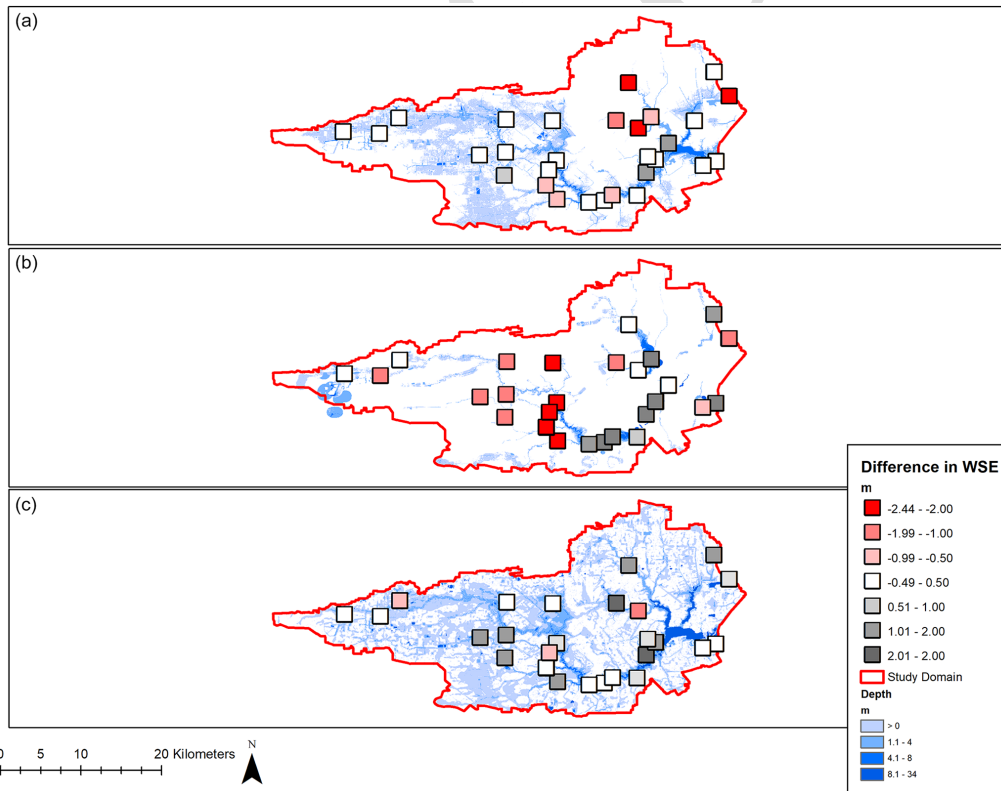 (a)
(b)
(c)
Difference in WSE
m
-2.44 - -2.00
-1.99 - -1.00
-0.99 - -0.50
-0.49 - 0.50
0.51 - 1.00
1.01 - 2.00
2.01 - 2.00
Study Domain
Depth
m
> 0
1.1 - 4
4.1 - 8
8.1 - 34
0 5 10 20 Kilometers
N